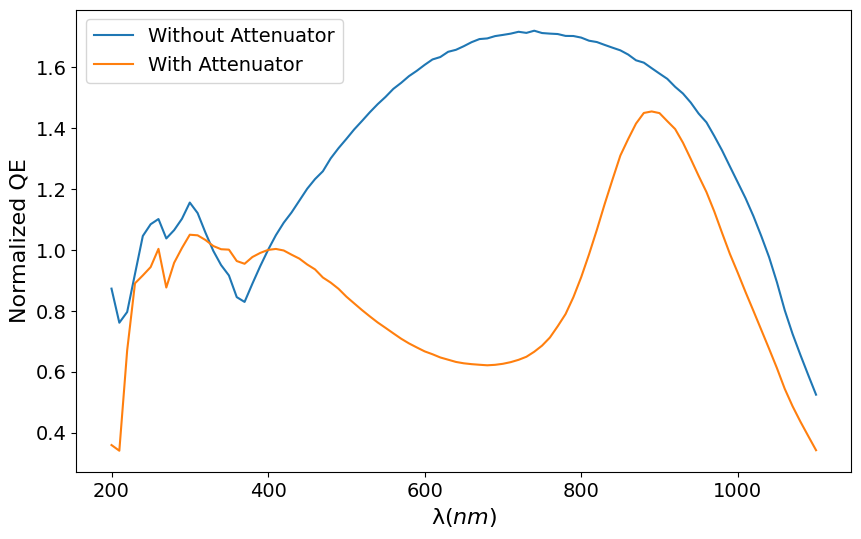 Without Attenuator
With Attenuator
Normalized QE
1.6
1.4
1.2
1.0
0.8
0.6
0.4
200 400 600 800 1000
λ(nm)